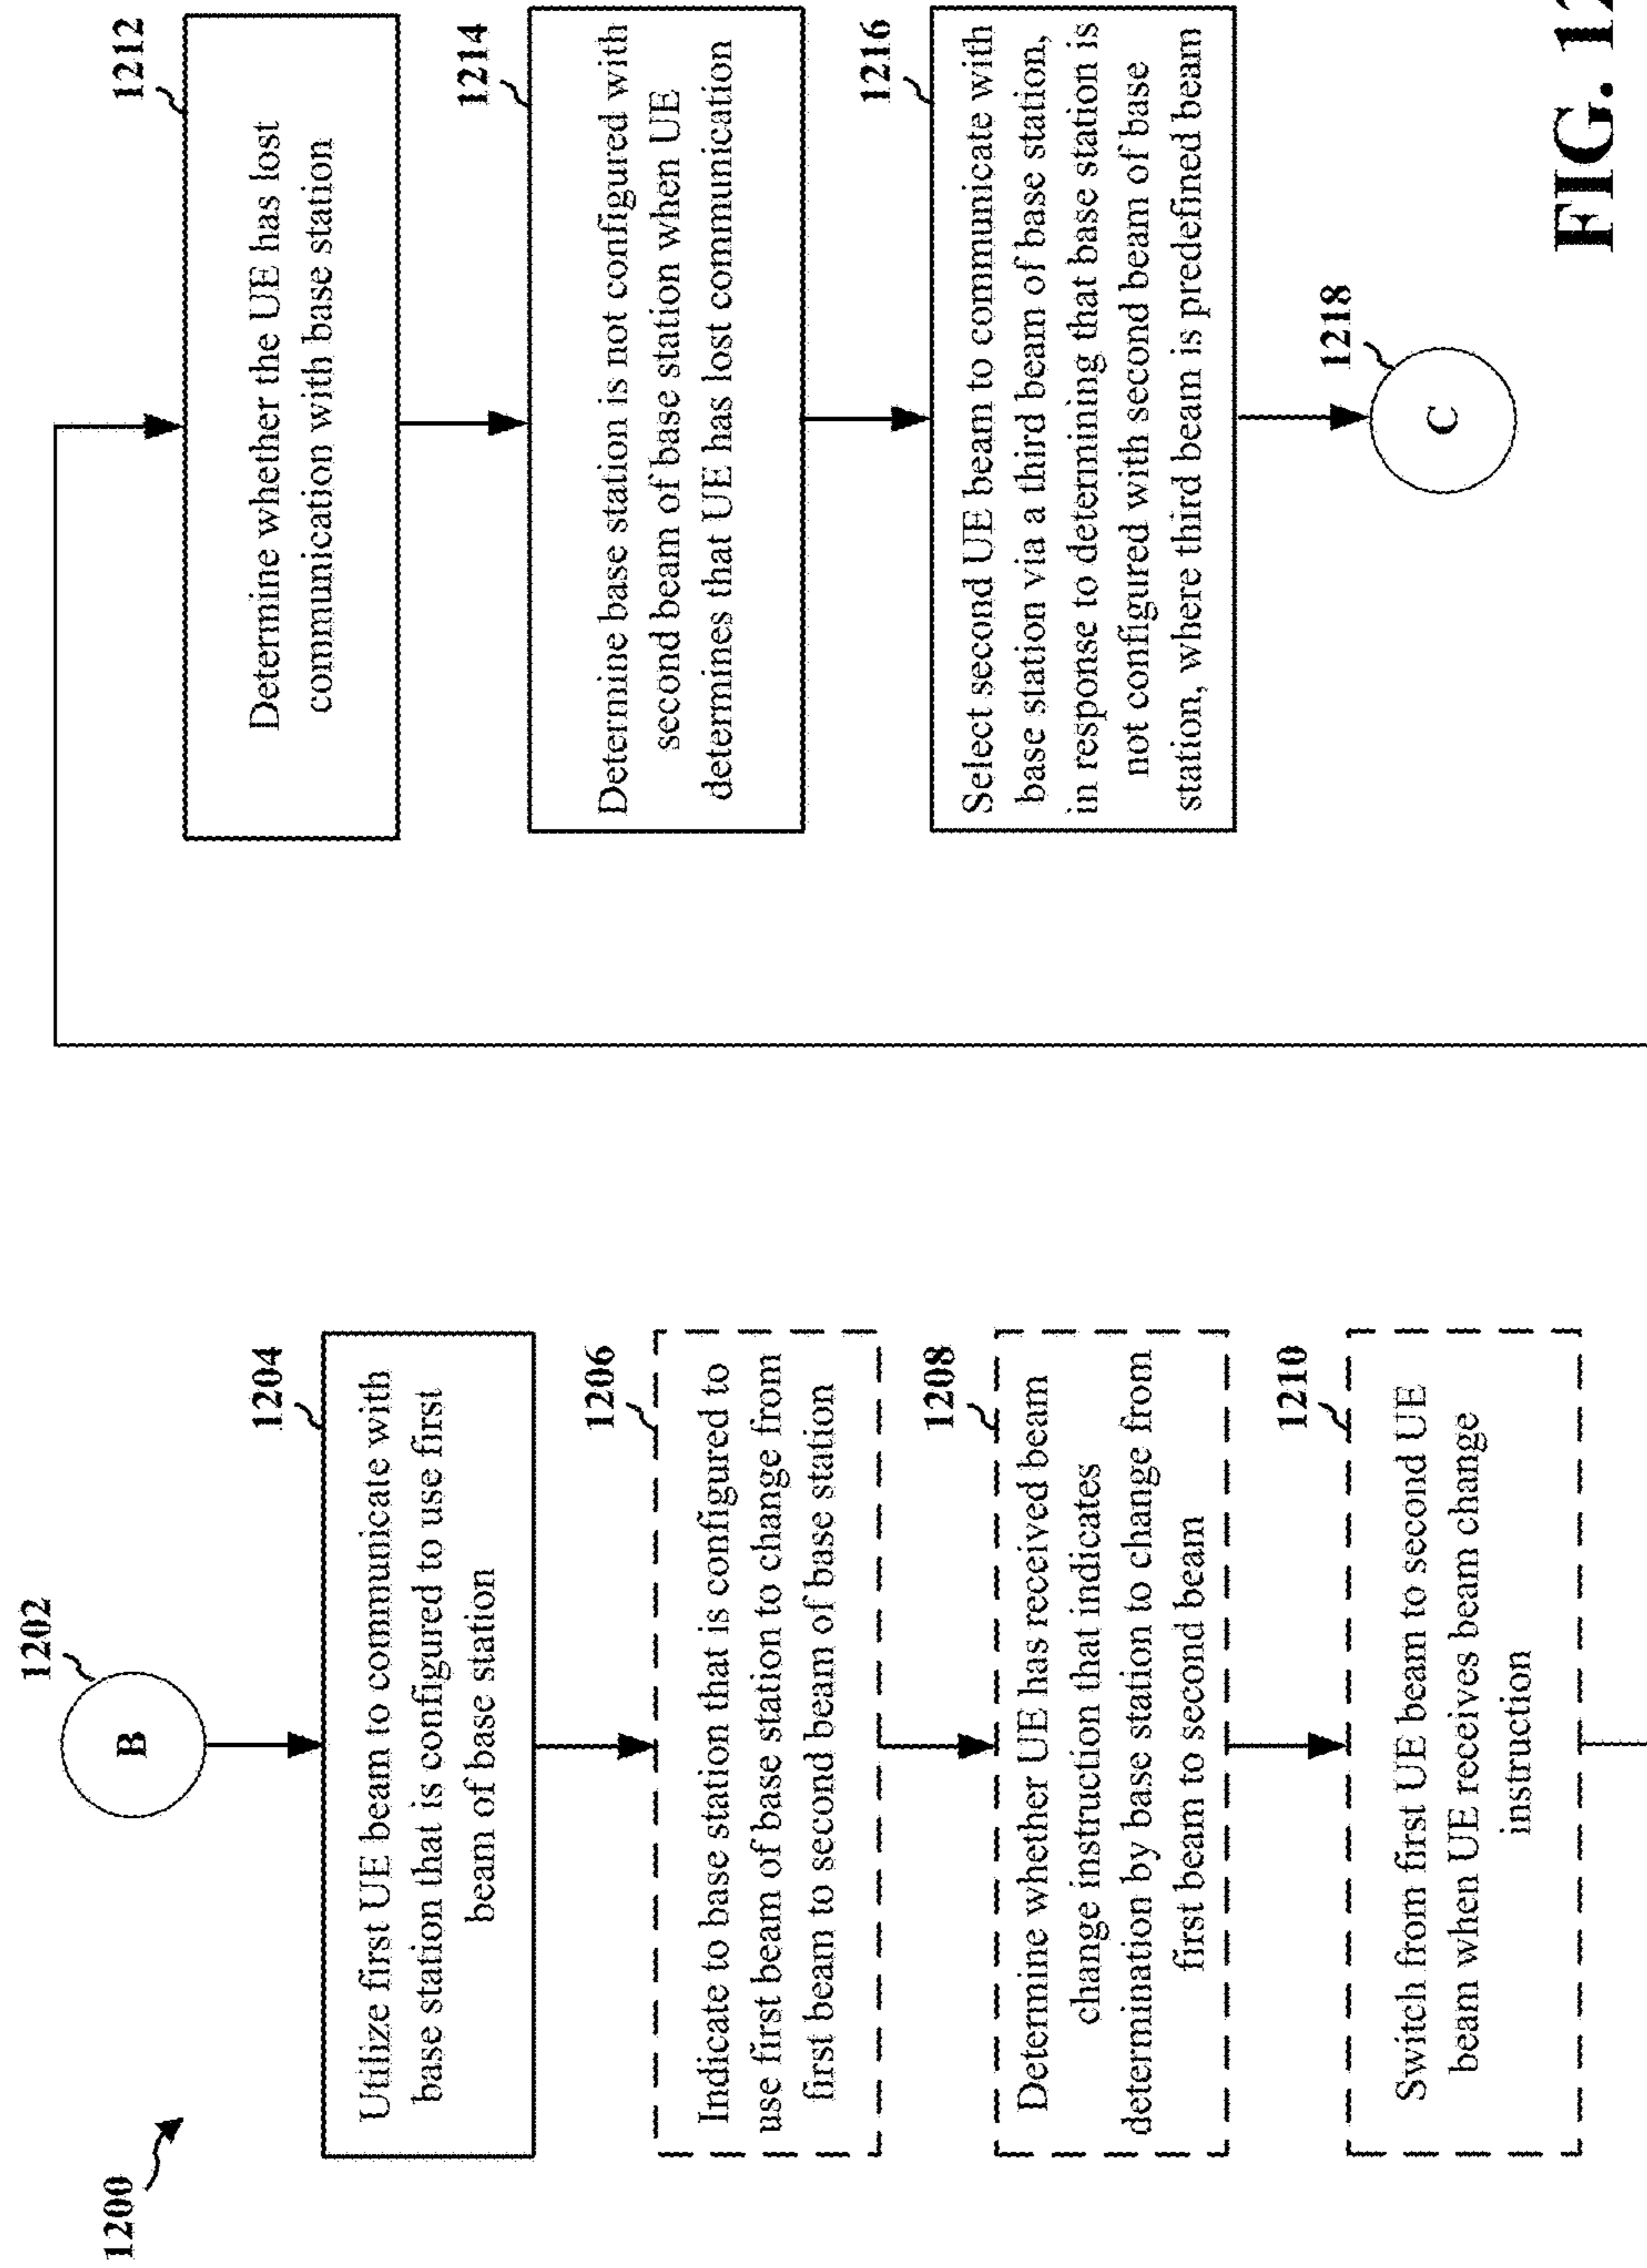 1200
1202
B
1204
Utilize first UE beam to communicate with
base station that is configured to use first
beam of base station
1206
Indicate to base station that is configured to
use first beam of base station to change from
first beam to second beam of base station
1208
Determine whether UE has received beam
change instruction that indicates
determination by base station to change from
first beam to second beam
1210
Switch from first UE beam to second UE
beam when UE receives beam change
instruction
1212
Determine whether the UE has lost
communication with base station
1214
Determine base station is not configured with
second beam of base station when UE
determines that UE has lost communication
1216
Select second UE beam to communicate with
base station via a third beam of base station,
in response to determining that base station is
not configured with second beam of base
station, where third beam is predefined beam
1218
C
FIG. 12